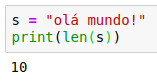 s = "olá mundo!"
print(len(s))
10